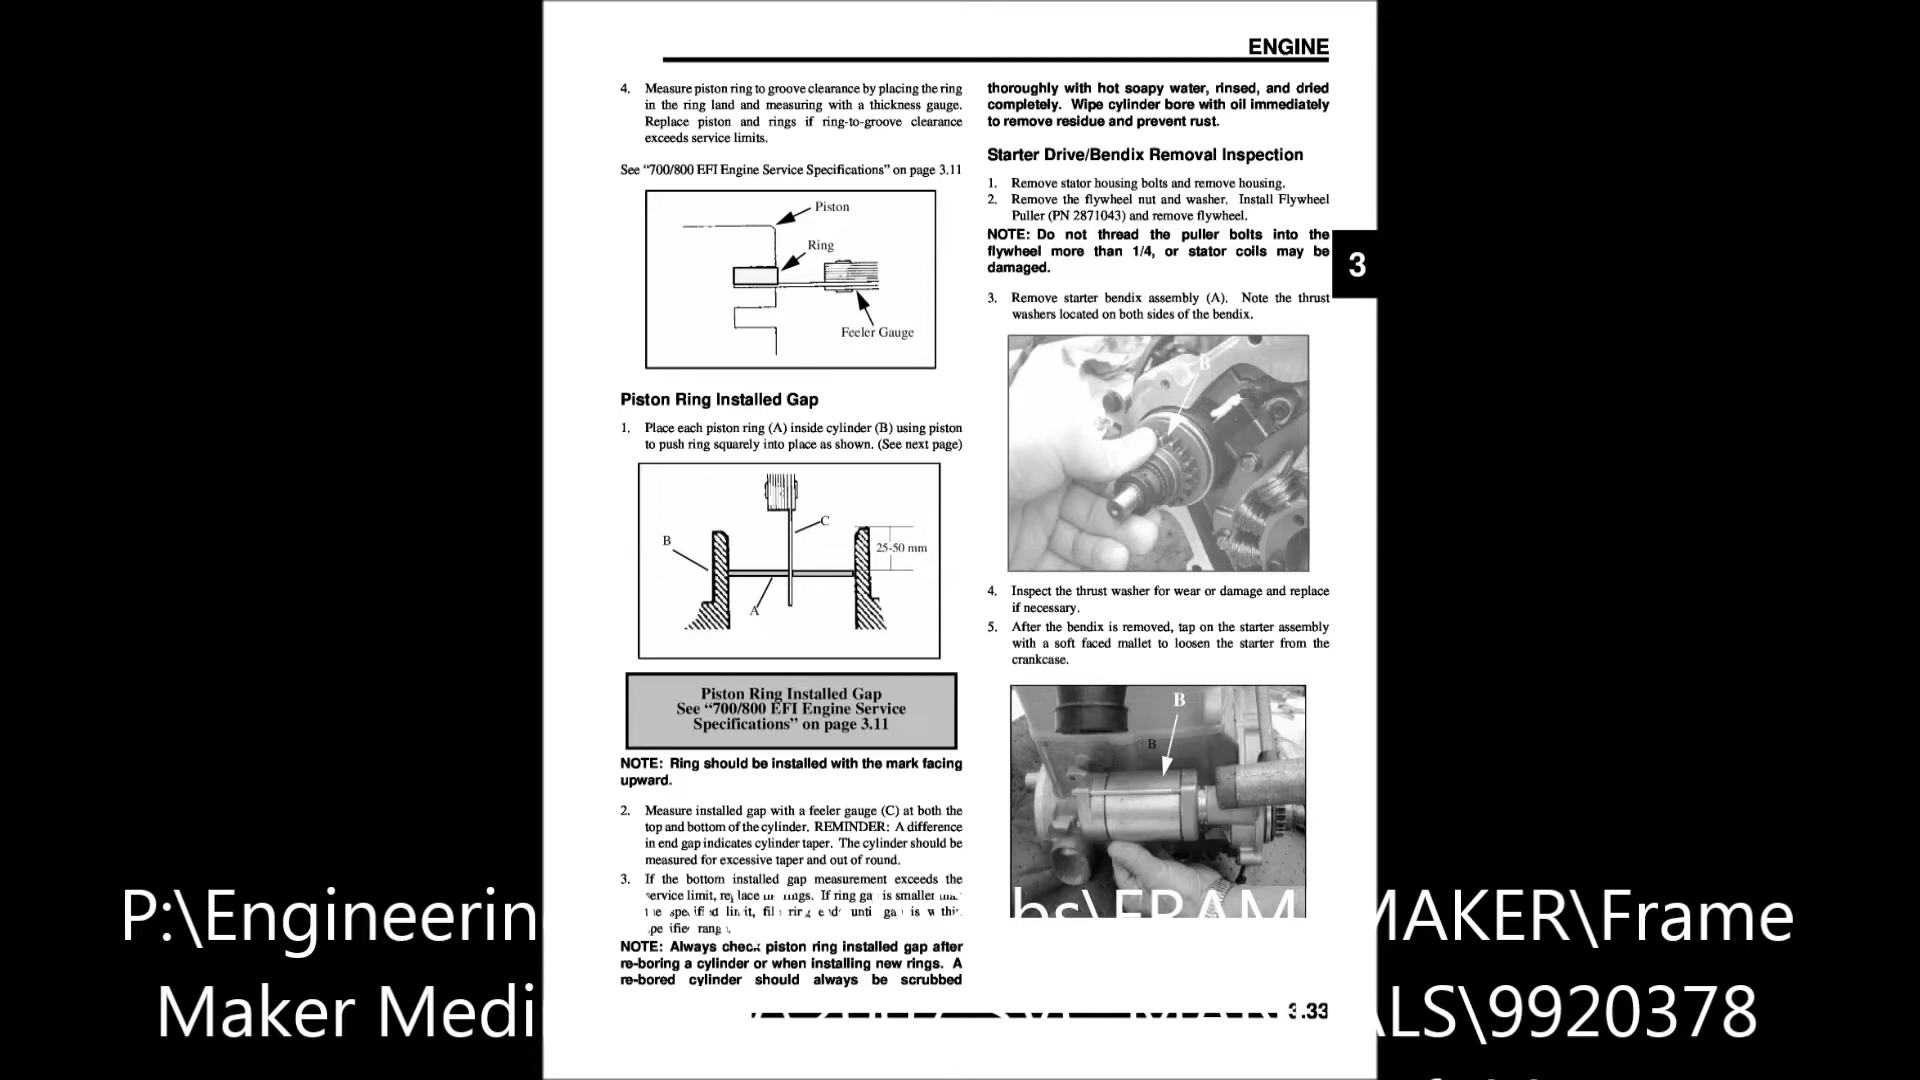 ENGINE
4. Measure piston ring to groove clearance by placing the ring
in the ring land and measuring with a thickness gauge.
Replace piston and rings if ring-to-groove clearance
exceeds service limits.
See “700/800 EFI Engine Service Specifications” on page 3.11
Piston
Ring
Feeler Gauge
Piston Ring Installed Gap
1. Place each piston ring (A) inside cylinder (B) using piston
to push ring squarely into place as shown. (See next page)
C
B
25-50 mm
A
Piston Ring Installed Gap
See “700/800 EFI Engine Service
Specifications” on page 3.11
NOTE: Ring should be installed with the mark facing
upward.
2. Measure installed gap with a feeler gauge (C) at both the
top and bottom of the cylinder. REMINDER: A difference
in end gap indicates cylinder taper. The cylinder should be
measured for excessive taper and out of round.
3. If the bottom installed gap measurement exceeds the
service limit, replace If ring is smaller
NOTE: Always check piston ring installed gap after
re-boring a cylinder or when installing new rings. A
re-bored cylinder should always be scrubbed
thoroughly with hot soapy water, rinsed, and dried
completely. Wipe cylinder bore with oil immediately
to remove residue and prevent rust.
Starter Drive/Bendix Removal Inspection
1. Remove stator housing bolts and remove housing.
2. Remove the flywheel nut and washer. Install Flywheel
Puller (PN 2871043) and remove flywheel.
NOTE: Do not thread the puller bolts into the
flywheel more than 1/4, or stator coils may be
damaged.
3
3. Remove starter bendix assembly (A). Note the thrust
washers located on both sides of the bendix.
B
4. Inspect the thrust washer for wear or damage and replace
if necessary.
5. After the bendix is removed, tap on the starter assembly
with a soft faced mallet to loosen the starter from the
crankcase.
B
B
3.33
P:\Engineerin MAKER\Frame
Maker Medi LS\9920378